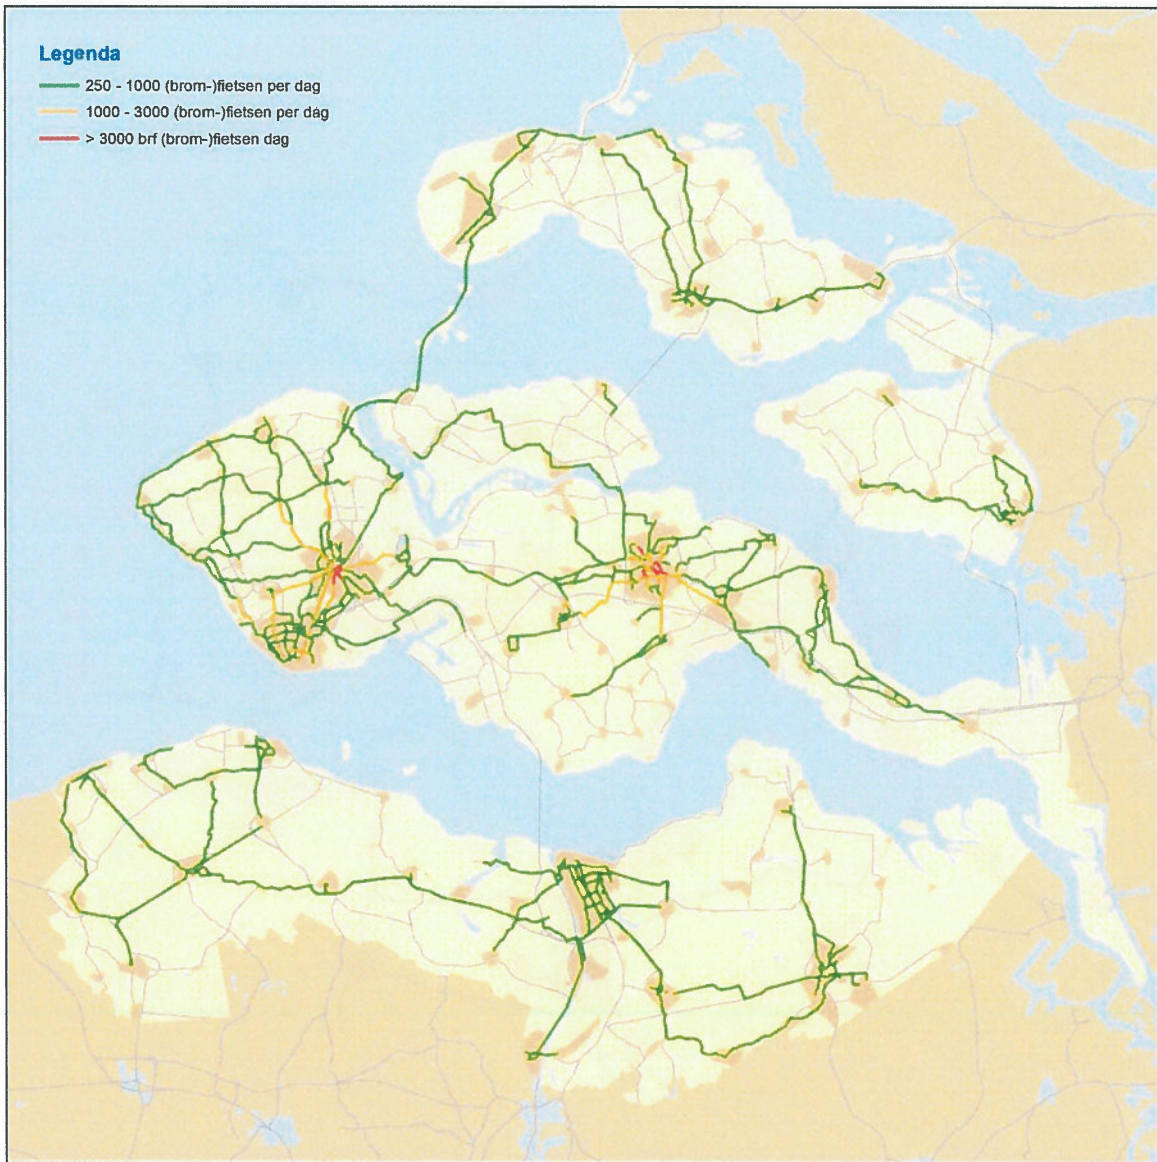 Legenda
250 - 1000 (brom-)fietsen per dag
1000 - 3000 (brom-)fietsen per dag
> 3000 brf (brom-)fietsen dag